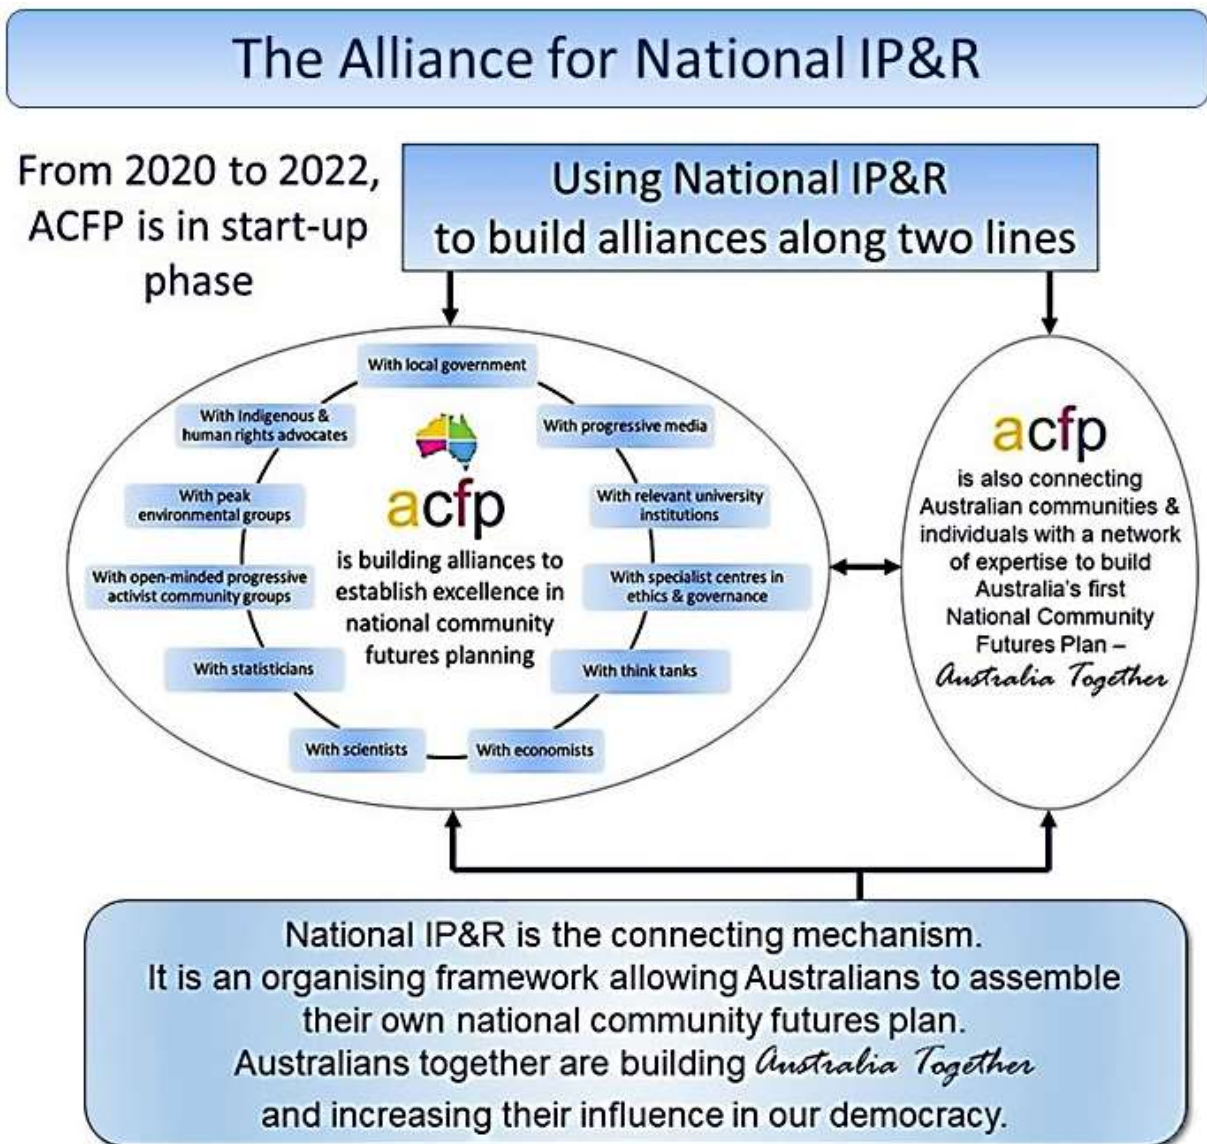 The Alliance for National IP&R
From 2020 to 2022,
ACFP is in start-up
phase
Using National IP&R
to build alliances along two lines
With local government
With progressive media
With relevant university
institutions
With specialist centres in
ethics & governance
With think tanks
With economists
With scientists
With statisticians
With open-minded progressive
activist community groups
With peak
environmental groups
With Indigenous &
human rights advocates
acfp
is building alliances to
establish excellence in
national community
futures planning
acfp
is also connecting
Australian communities &
individuals with a network
of expertise to build
Australia's first
National Community
Futures Plan –
Australia Together
National IP&R is the connecting mechanism.
It is an organising framework allowing Australians to assemble
their own national community futures plan.
Australians together are building Australia Together
and increasing their influence in our democracy.